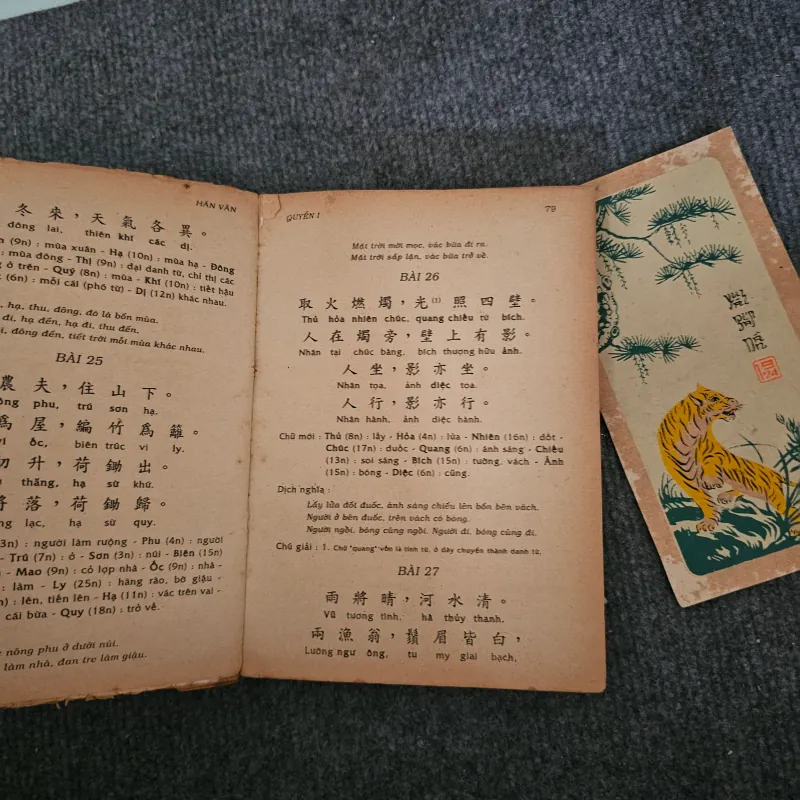 HÁN VĂN
冬來，天氣各異。
đông lai, thiên khí các dị.
(9n) : mùa xuân - Hạ (10n) : mùa hạ - Đông
: mùa đông - Thị (9n) : đại danh từ, chỉ thị các
ở trên - Quý (8n) : mùa - Khí (10n) : tiết hậu
(6n) : mỗi cái (phó từ) - Dị (12n) khác nhau.
, hạ, thu, đông, đó là bốn mùa.
đi, hạ đến, hạ đi, thu đến.
đi, đông đến, tiết trời mỗi mùa khác nhau.
BÀI 25
農夫，住山下。
phu, trú sơn hạ.
爲屋，編竹爲籬。
vi ốc, biên trúc vi ly.
初升，荷鋤出。
thăng, hạ sừ khứ.
將落，荷鋤歸。
lạc, hạ sừ quy.
: người làm ruộng - Phu (4n) : người
- Trú (7n) : ở - Sơn (3n) : núi - Biên (15n)
- Mao (9n) : cỏ lợp nhà - Ốc (9n) : nhà -
: làm - Ly (25n) : hàng rào, bờ giậu -
: lên, tiến lên - Hạ (11n) : vác trên vai -
cái bừa - Quy (18n) : trở về.
nông phu ở dưới núi.
làm nhà, đan tre làm giậu.
QUYỂN I
79
Mặt trời mới mọc, vác bừa đi ra.
Mặt trời sắp lặn, vác bừa trở về.
BÀI 26
取火燃燭，光(1)照四壁。
Thủ hỏa nhiên chúc, quang chiếu tứ bích.
人在燭旁，壁上有影。
Nhân tại chúc bàng, bích thượng hữu ảnh.
人坐，影亦坐。
Nhân tọa, ảnh diệc tọa.
人行，影亦行。
Nhân hành, ảnh diệc hành.
Chữ mới : Thủ (8n) : lấy - Hỏa (4n) : lửa - Nhiên (16n) : đốt -
Chúc (17n) : đuốc - Quang (6n) : ánh sáng - Chiếu
(13n) : soi sáng - Bích (15n) : tường, vách - Ảnh
(15n) : bóng - Diệc (6n) : cũng.
Dịch nghĩa :
Lấy lửa đốt đuốc, ánh sáng chiếu lên bốn bên vách.
Người ở bên đuốc, trên vách có bóng.
Người ngồi, bóng cũng ngồi. Người đi, bóng cũng đi.
Chú giải : 1. Chữ "quang" vốn là tính từ, ở đây chuyển thành danh từ.
BÀI 27
雨將晴，河水清。
Vũ tương tình, hà thủy thanh.
兩漁翁，鬚眉皆白，
Lưỡng ngư ông, tu my giai bạch,